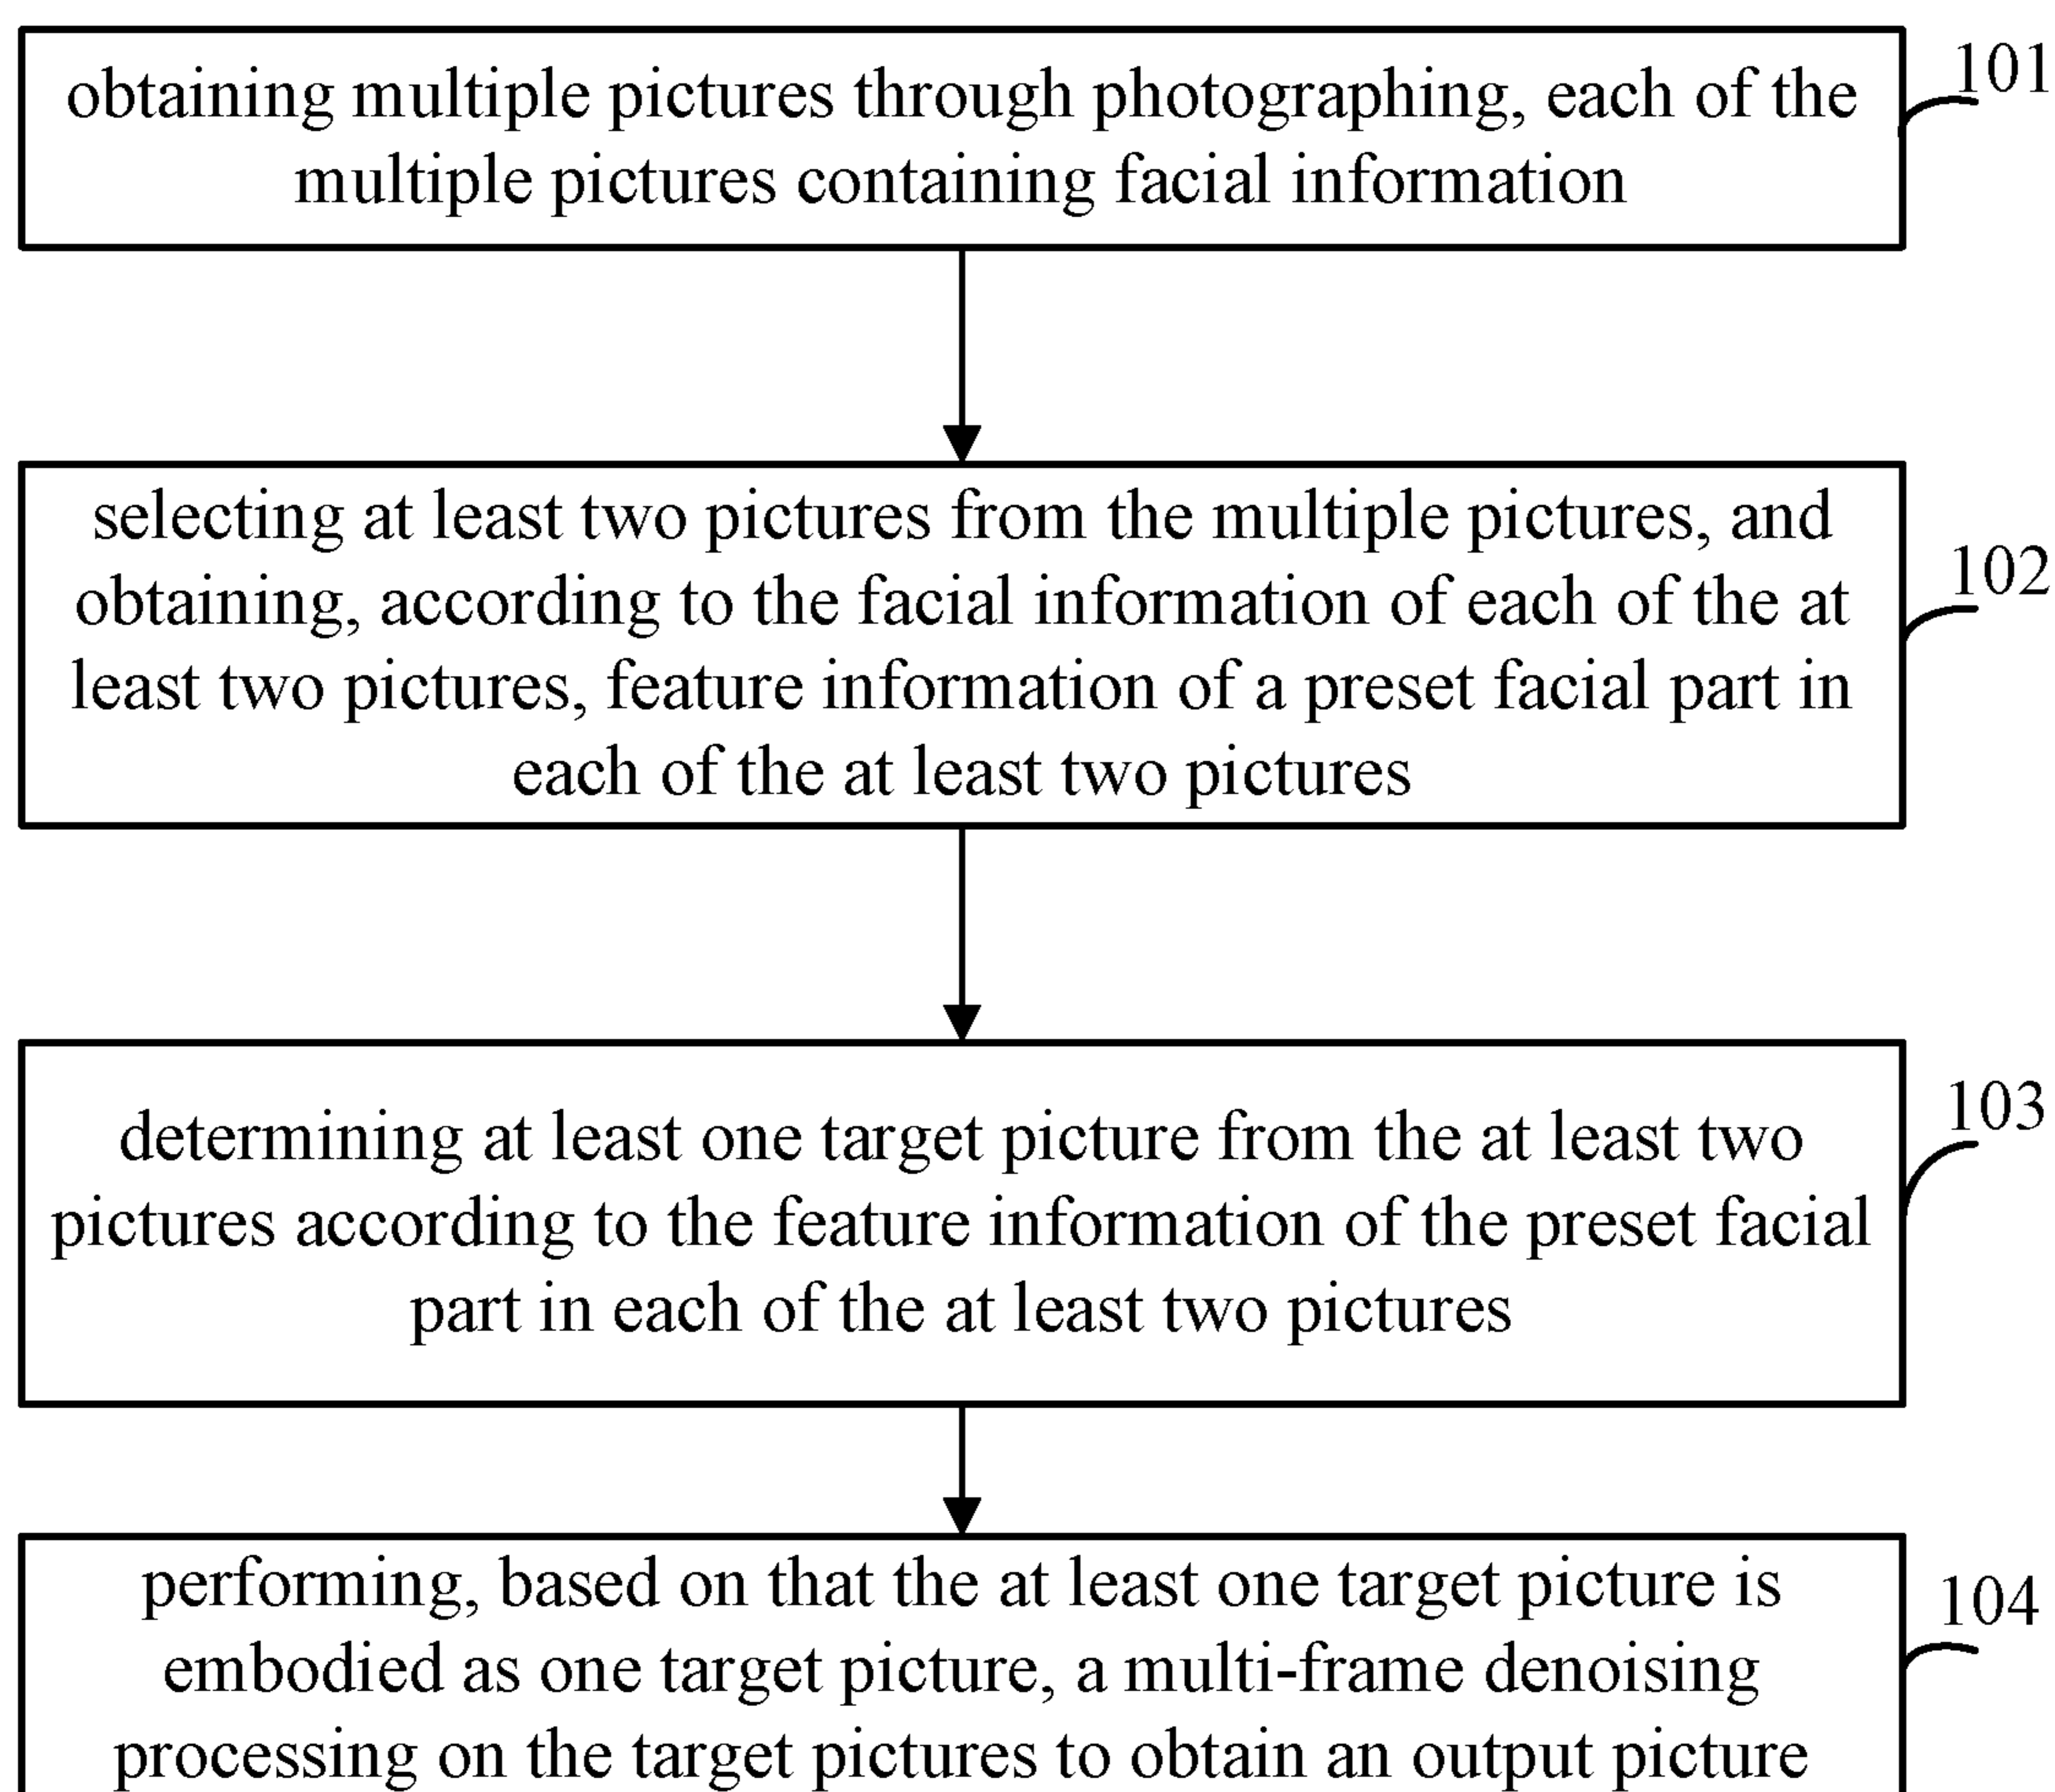 obtaining multiple pictures through photographing, each of the
multiple pictures containing facial information
101
selecting at least two pictures from the multiple pictures, and
obtaining, according to the facial information of each of the at
least two pictures, feature information of a preset facial part in
each of the at least two pictures
102
determining at least one target picture from the at least two
pictures according to the feature information of the preset facial
part in each of the at least two pictures
103
performing, based on that the at least one target picture is
embodied as one target picture, a multi-frame denoising
processing on the target pictures to obtain an output picture
104